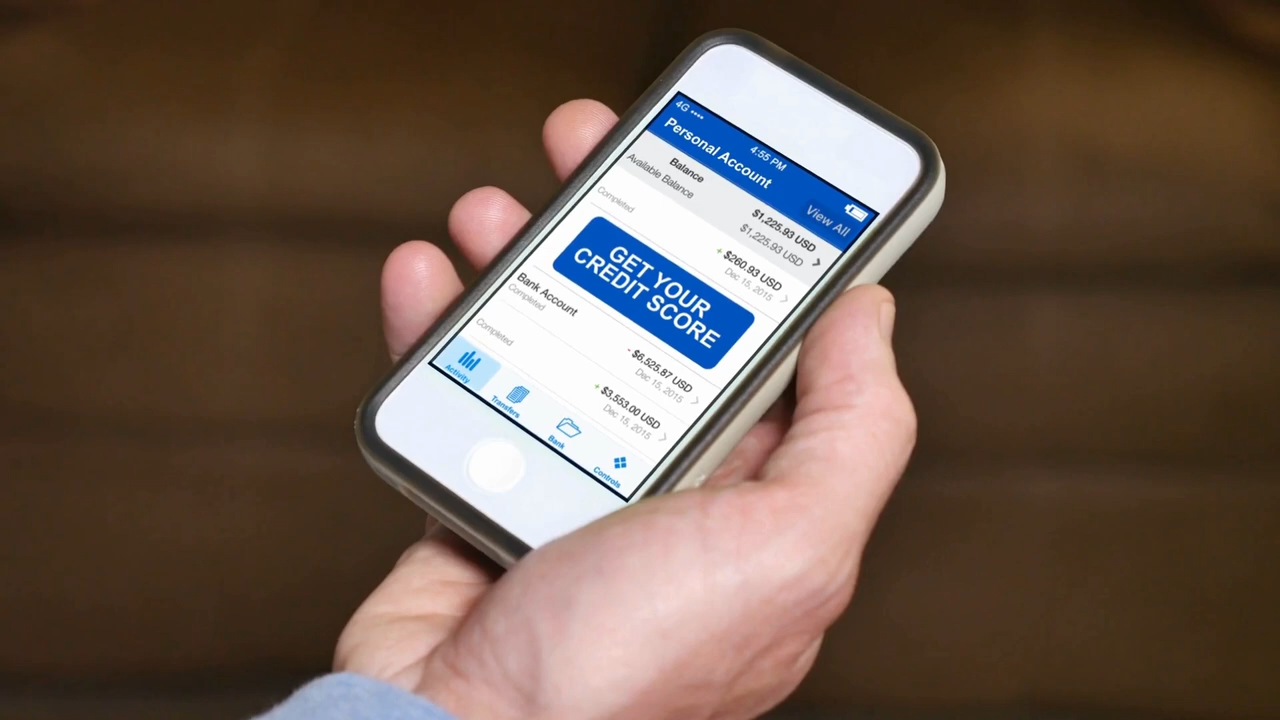 4G
4:55 PM
Personal Account
View All
Balance
$1,225.93 USD
Available Balance
$1,225.93 USD
Completed
+ $260.93 USD
Dec 15, 2015
GET YOUR
CREDIT SCORE
Bank Account
- $6,525.87 USD
Completed
Dec 15, 2015
+ $3,553.00 USD
Completed
Dec 15, 2015
Activity
Transfers
Bank
Controls